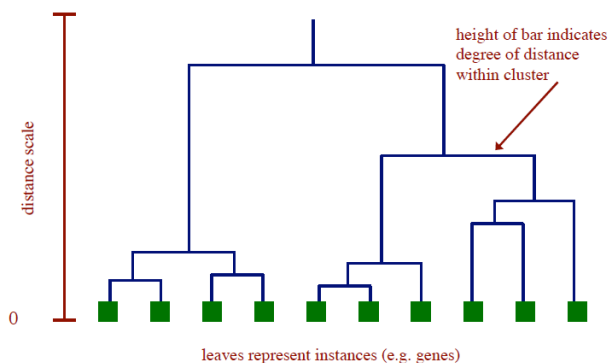 height of bar indicates
degree of distance
within cluster
distance scale
0
leaves represent instances (e.g. genes)